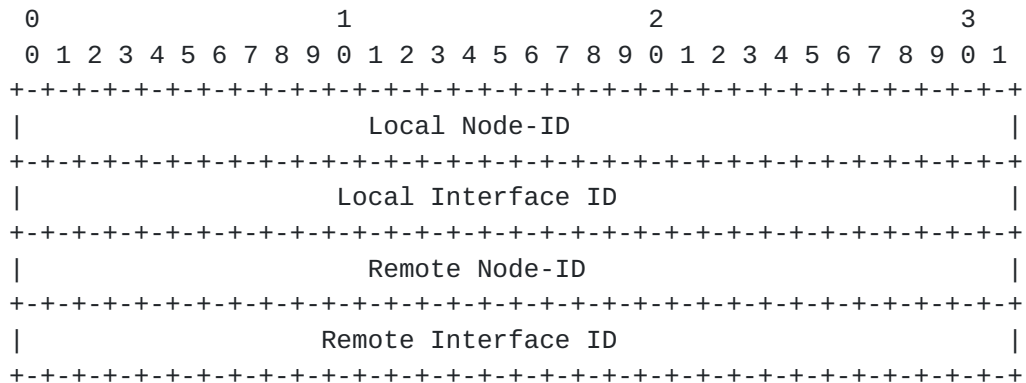 0                   1                   2                   3
 0 1 2 3 4 5 6 7 8 9 0 1 2 3 4 5 6 7 8 9 0 1 2 3 4 5 6 7 8 9 0 1
+-+-+-+-+-+-+-+-+-+-+-+-+-+-+-+-+-+-+-+-+-+-+-+-+-+-+-+-+-+-+-+-+
|                      Local Node-ID                            |
+-+-+-+-+-+-+-+-+-+-+-+-+-+-+-+-+-+-+-+-+-+-+-+-+-+-+-+-+-+-+-+-+
|                    Local Interface ID                         |
+-+-+-+-+-+-+-+-+-+-+-+-+-+-+-+-+-+-+-+-+-+-+-+-+-+-+-+-+-+-+-+-+
|                      Remote Node-ID                           |
+-+-+-+-+-+-+-+-+-+-+-+-+-+-+-+-+-+-+-+-+-+-+-+-+-+-+-+-+-+-+-+-+
|                   Remote Interface ID                         |
+-+-+-+-+-+-+-+-+-+-+-+-+-+-+-+-+-+-+-+-+-+-+-+-+-+-+-+-+-+-+-+-+